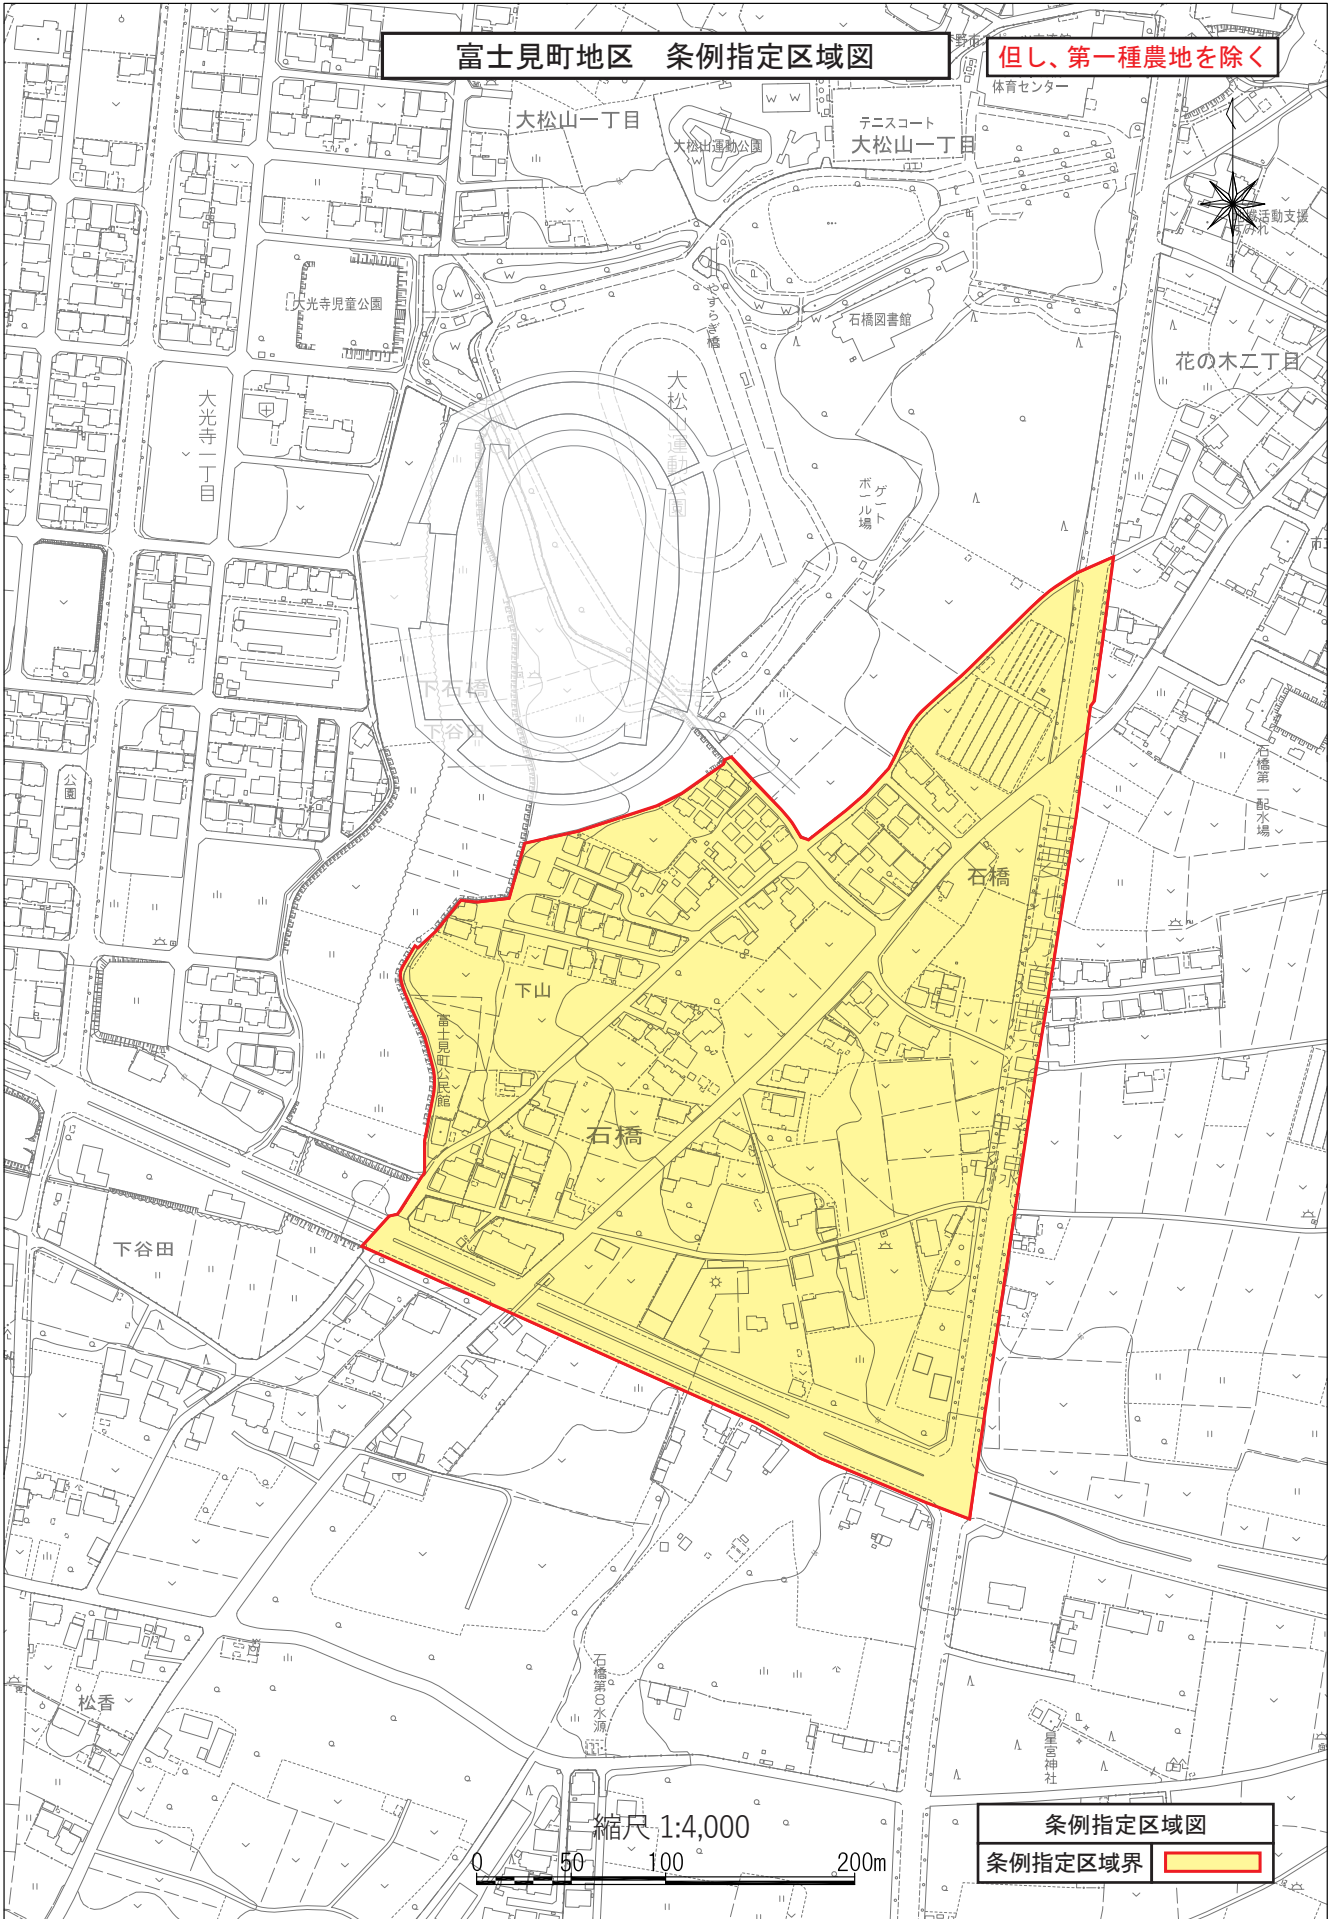 富士見町地区　条例指定区域図
但し、第一種農地を除く
体育センター
大松山一丁目
大松山運動公園
テニスコート
大松山一丁目
大光寺児童公園
やすらぎ橋
石橋図書館
花の木二丁目
大光寺一丁目
大松山運動公園
ゲート
ボール場
下石橋
下谷田
公園
石橋第一配水場
石橋
下山
富士見町公民館
石橋
水
下谷田
石橋第8水源
松香
星宮神社
縮尺 1:4,000
0 50 100 200m
条例指定区域図
条例指定区域界